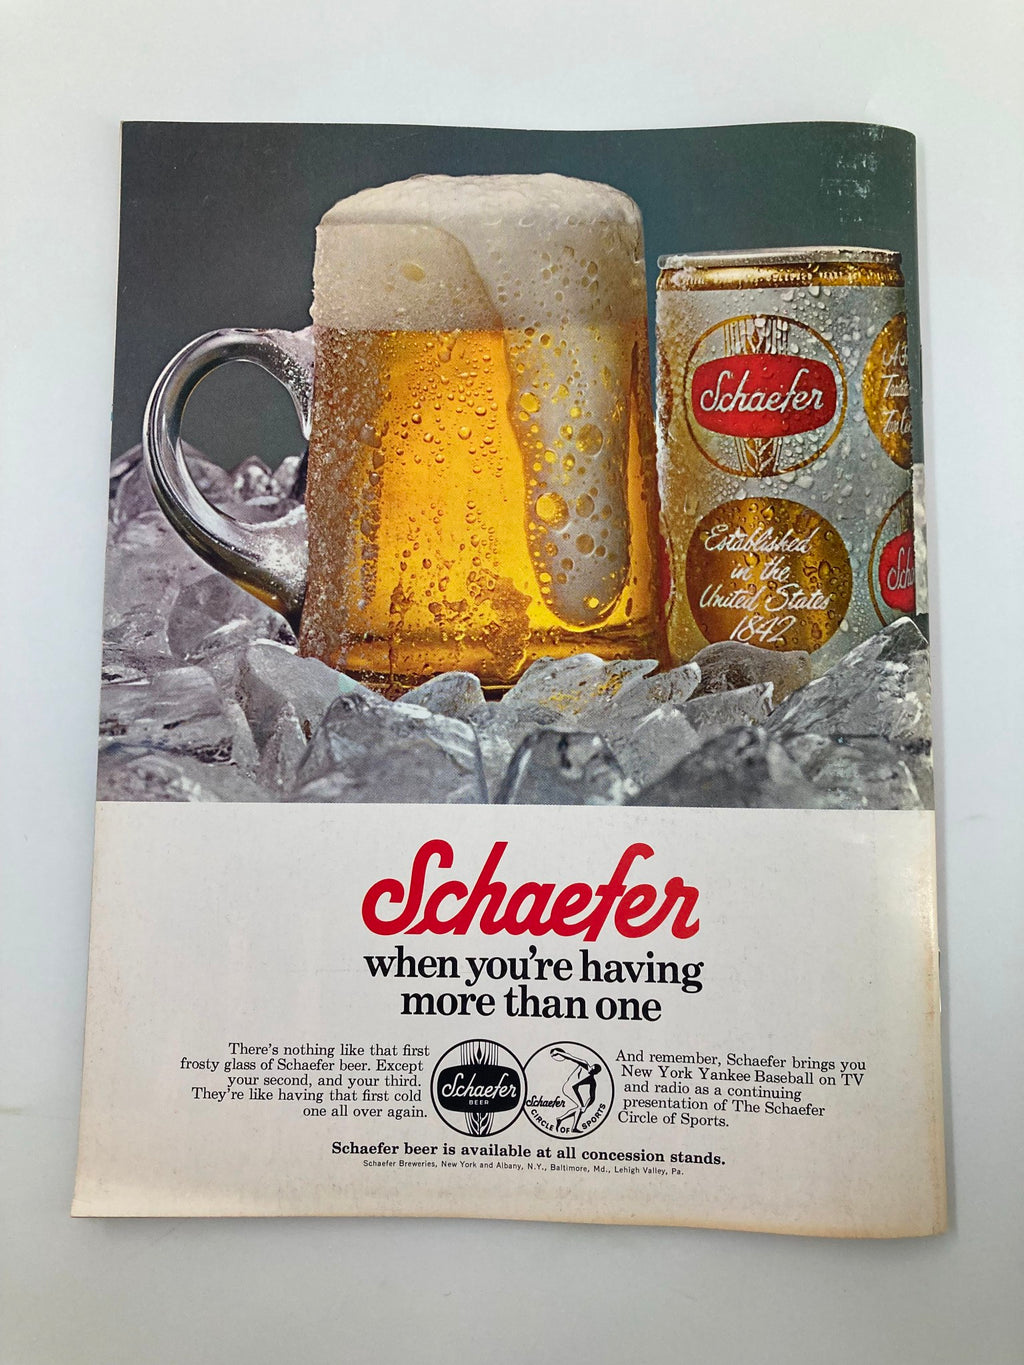 Schaefer
Established
in the
United States
1842
Sch
Schaefer
when you're having
more than one
There's nothing like that first
frosty glass of Schaefer beer. Except
your second, and your third.
They're like having that first cold
one all over again.
Schaefer
BEER
Schaefer
CIRCLE OF SPORTS
And remember, Schaefer brings you
New York Yankee Baseball on TV
and radio as a continuing
presentation of The Schaefer
Circle of Sports.
Schaefer beer is available at all concession stands.
Schaefer Breweries, New York and Albany, N.Y., Baltimore, Md., Lehigh Valley, Pa.